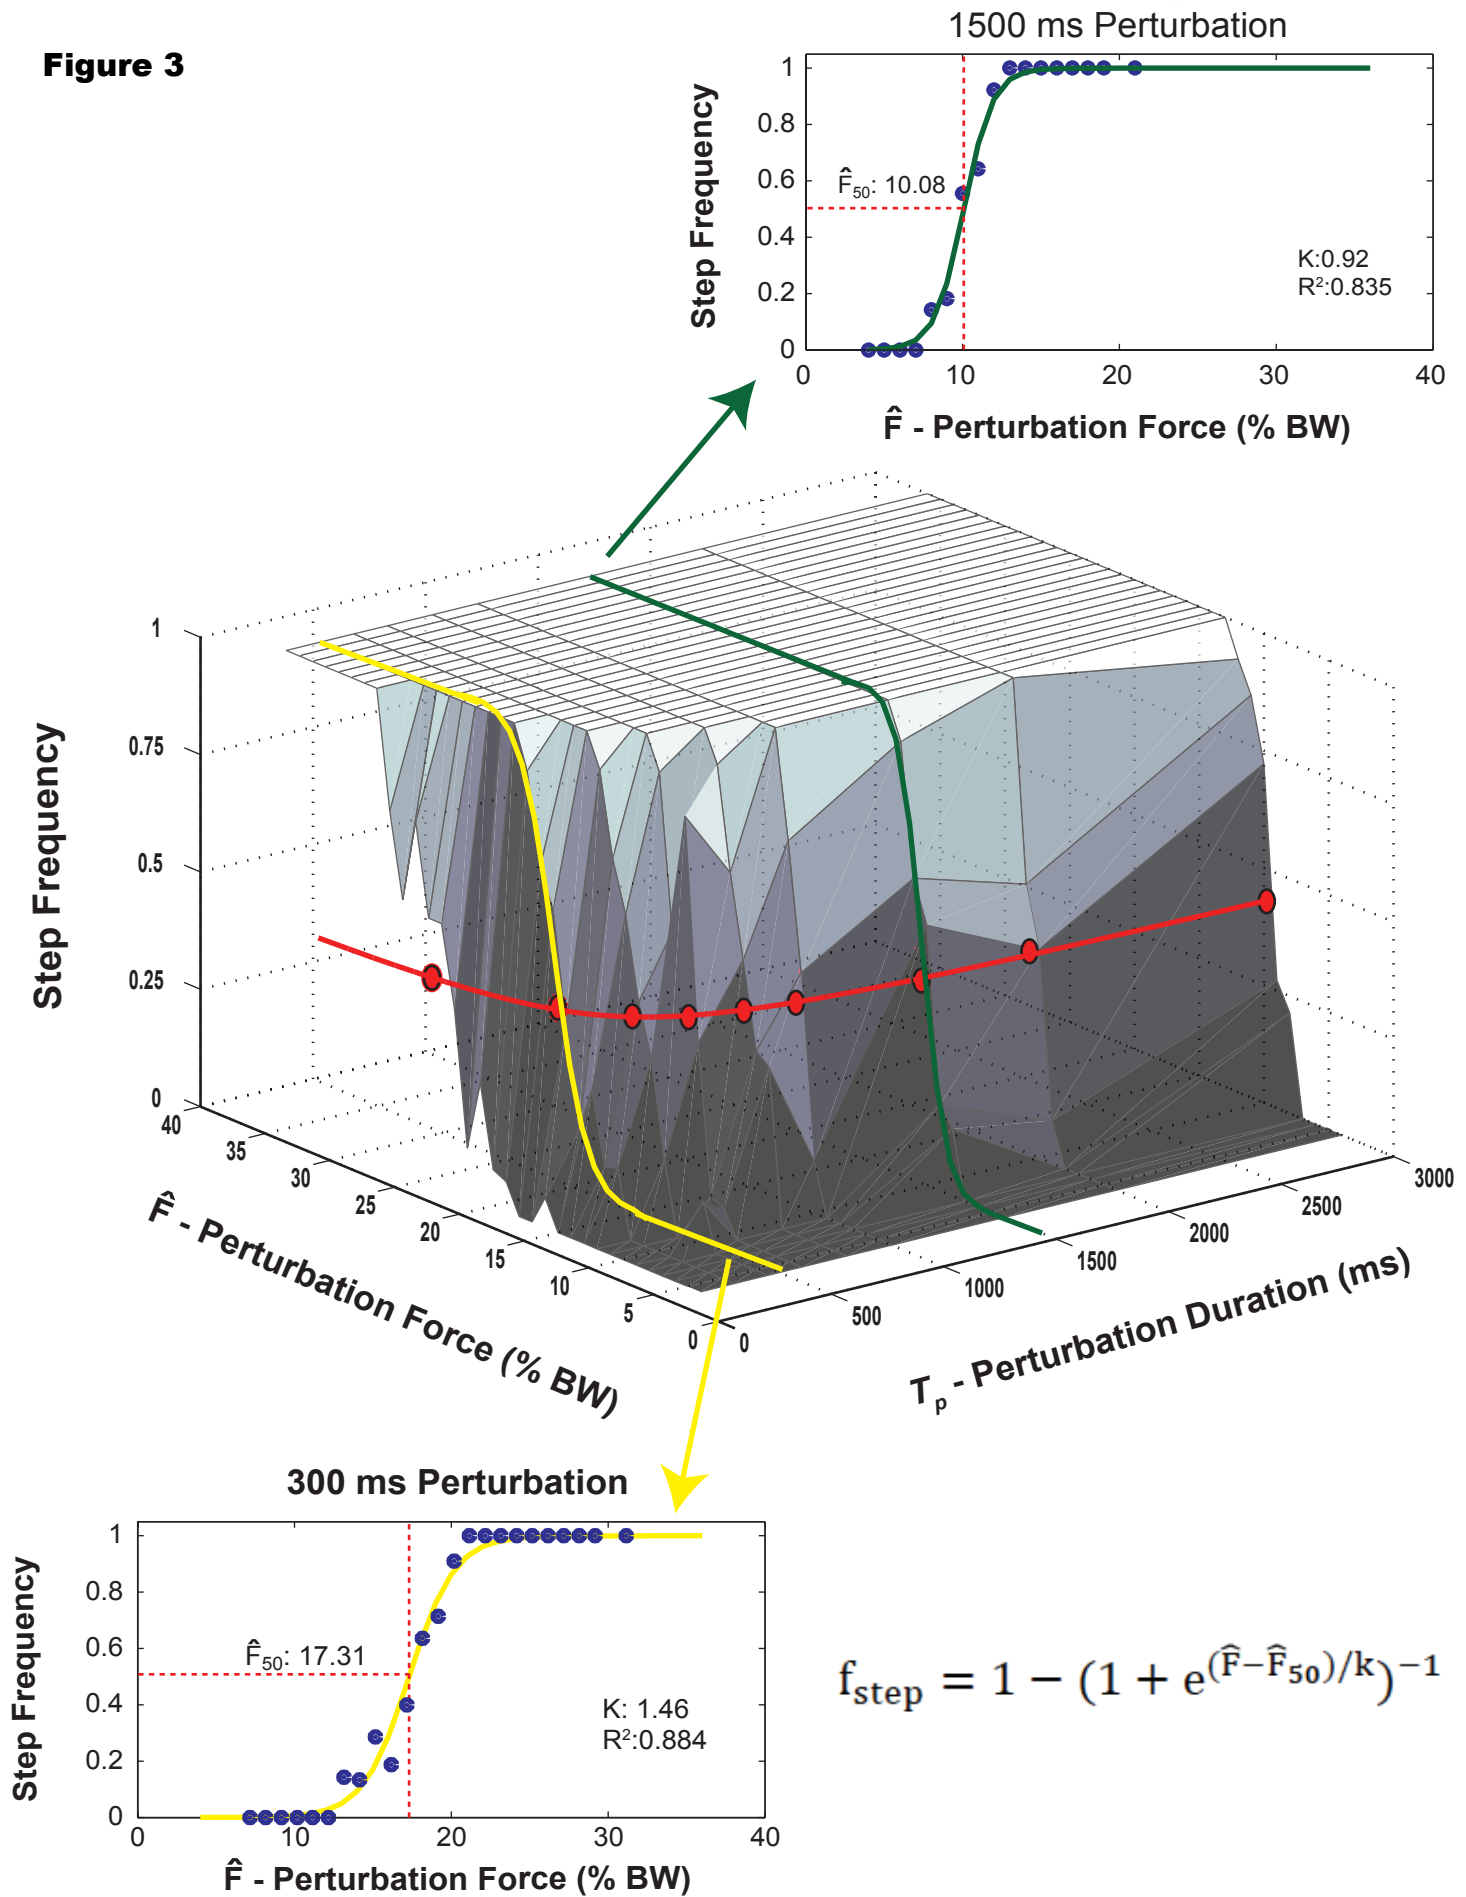 Figure 3
1500 ms Perturbation
Step Frequency
1
0.8
0.6
0.4
0.2
0
F̂50: 10.08
K:0.92
R²:0.835
0 10 20 30 40
F̂ - Perturbation Force (% BW)
Step Frequency
1
0.75
0.5
0.25
0
40
35
30
25
20
15
10
5
0
F̂ - Perturbation Force (% BW)
0
500
1000
1500
2000
2500
3000
Tp - Perturbation Duration (ms)
300 ms Perturbation
Step Frequency
1
0.8
0.6
0.4
0.2
0
F̂50: 17.31
K: 1.46
R²:0.884
0 10 20 30 40
F̂ - Perturbation Force (% BW)
fstep = 1 − (1 + e^(F̂−F̂50)/k)^−1